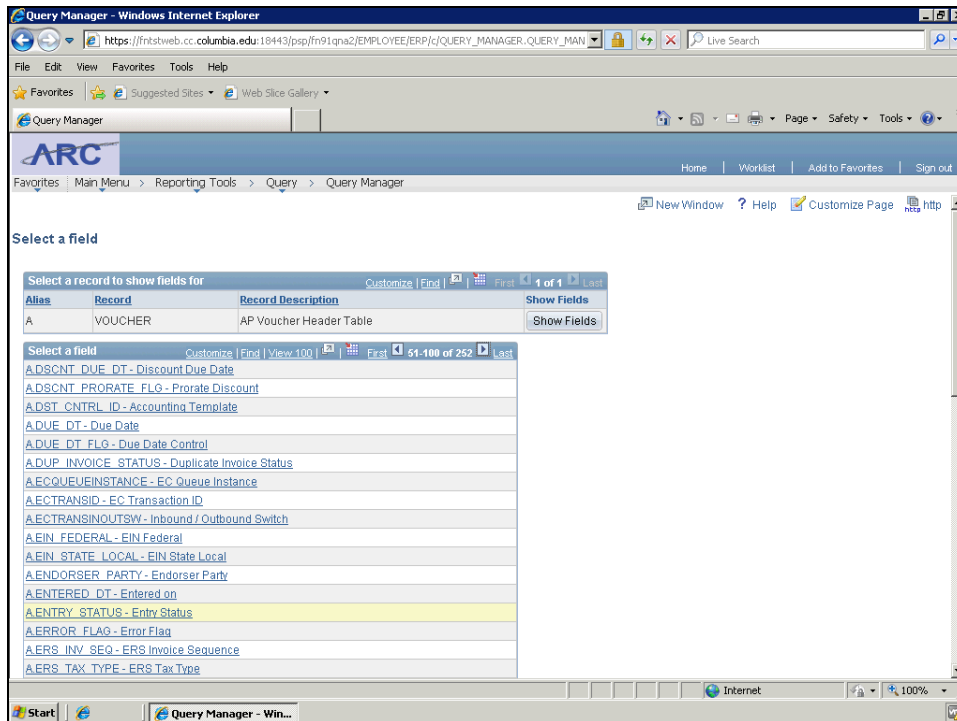 Query Manager - Windows Internet Explorer
https://fntstweb.cc.columbia.edu:18443/psp/fn91qna2/EMPLOYEE/ERP/c/QUERY_MANAGER.QUERY_MAN
Live Search
File Edit View Favorites Tools Help
Favorites Suggested Sites Web Slice Gallery
Query Manager Page Safety Tools
ARC
Home | Worklist | Add to Favorites | Sign out
Favorites Main Menu > Reporting Tools > Query > Query Manager
New Window ? Help Customize Page http
Select a field
Select a record to show fields for Customize | Find | First 1 of 1 Last
Alias Record Record Description Show Fields
A VOUCHER AP Voucher Header Table Show Fields
Select a field Customize | Find | View 100 | First 51-100 of 252 Last
A.DSCNT_DUE_DT - Discount Due Date
A.DSCNT_PRORATE_FLG - Prorate Discount
A.DST_CNTRL_ID - Accounting Template
A.DUE_DT - Due Date
A.DUE_DT_FLG - Due Date Control
A.DUP_INVOICE_STATUS - Duplicate Invoice Status
A.ECQUEUEINSTANCE - EC Queue Instance
A.ECTRANSID - EC Transaction ID
A.ECTRANSINOUTSW - Inbound / Outbound Switch
A.EIN_FEDERAL - EIN Federal
A.EIN_STATE_LOCAL - EIN State Local
A.ENDORSER_PARTY - Endorser Party
A.ENTERED_DT - Entered on
A.ENTRY_STATUS - Entry Status
A.ERROR_FLAG - Error Flag
A.ERS_INV_SEQ - ERS Invoice Sequence
A.ERS_TAX_TYPE - ERS Tax Type
Internet 100%
Start Query Manager - Win...